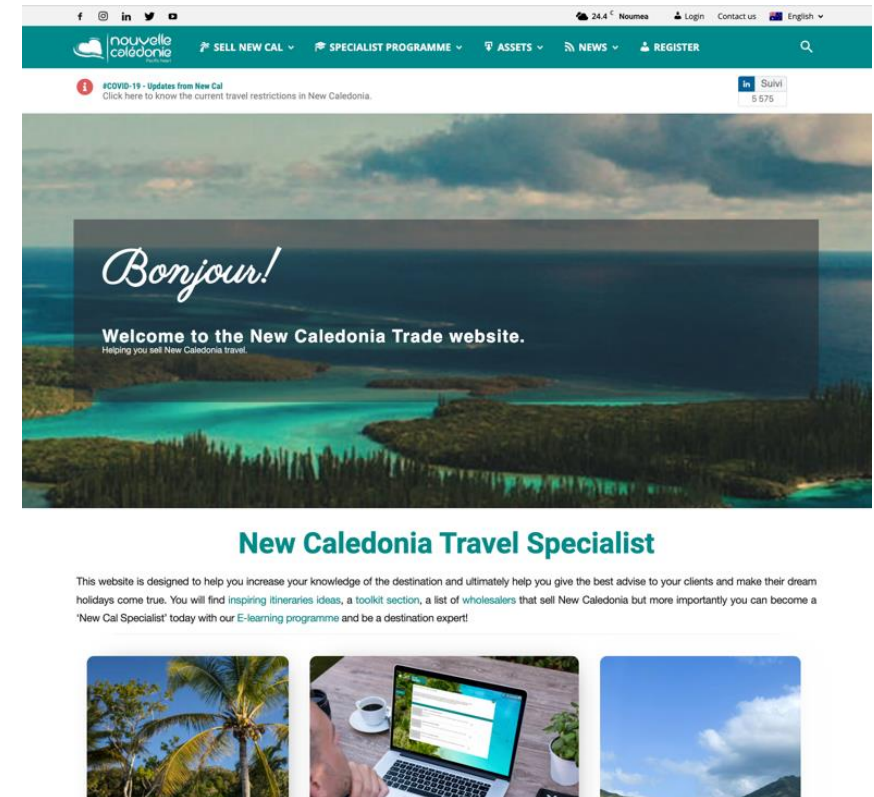 24.4 C Noumea Login Contact us English
nouvelle
calédonie
Pacific heart
SELL NEW CAL SPECIALIST PROGRAMME ASSETS NEWS REGISTER
#COVID-19 - Updates from New Cal
Click here to know the current travel restrictions in New Caledonia.
in Suivi
5 575
Bonjour!
Welcome to the New Caledonia Trade website.
Helping you sell New Caledonia travel.
New Caledonia Travel Specialist
This website is designed to help you increase your knowledge of the destination and ultimately help you give the best advise to your clients and make their dream
holidays come true. You will find inspiring itineraries ideas, a toolkit section, a list of wholesalers that sell New Caledonia but more importantly you can become a
'New Cal Specialist' today with our E-learning programme and be a destination expert!